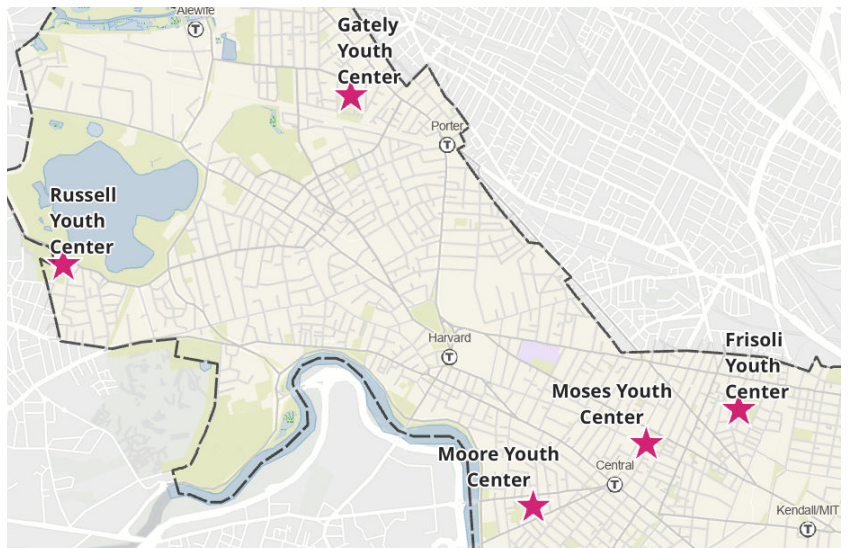 Alewife
T
Gately
Youth
Center
Porter
T
Russell
Youth
Center
Harvard
T
Frisoli
Youth
Center
Moses Youth
Center
Moore Youth
Center
Central
T
Kendall/MIT
T